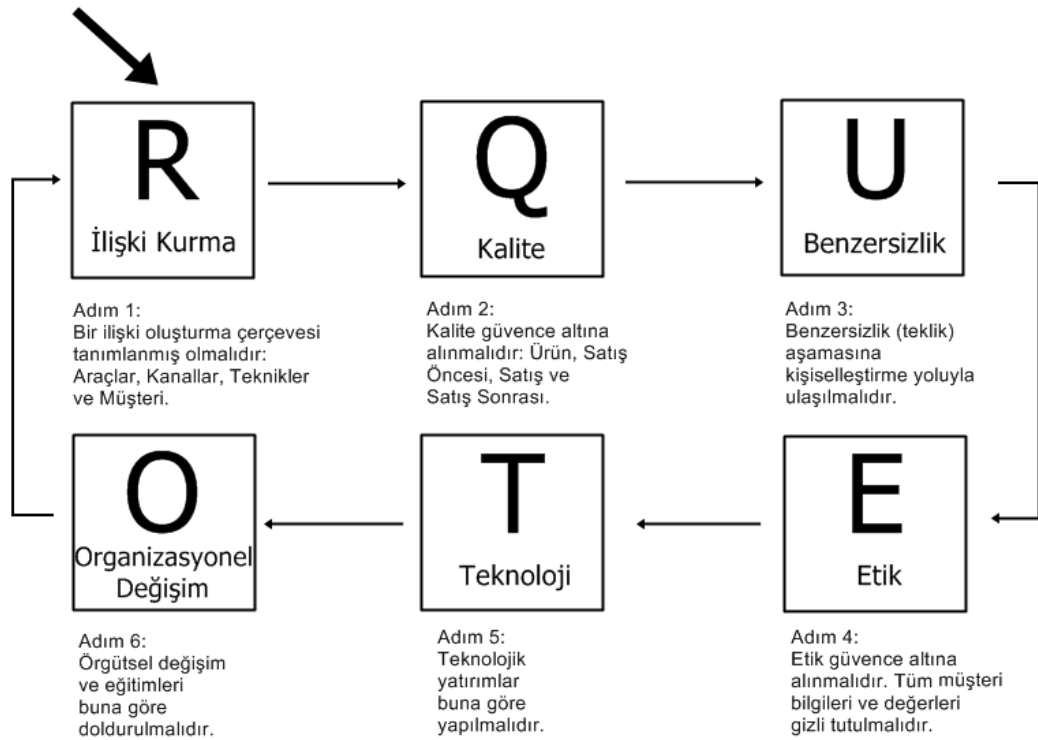 R
İlişki Kurma
Adım 1:
Bir ilişki oluşturma çerçevesi
tanımlanmış olmalıdır:
Araçlar, Kanallar, Teknikler
ve Müşteri.
Q
Kalite
Adım 2:
Kalite güvence altına
alınmalıdır: Ürün, Satış
Öncesi, Satış ve
Satış Sonrası.
U
Benzersizlik
Adım 3:
Benzersizlik (teklik)
aşamasına
kişiselleştirme yoluyla
ulaşılmalıdır.
E
Etik
Adım 4:
Etik güvence altına
alınmalıdır. Tüm müşteri
bilgileri ve değerleri
gizli tutulmalıdır.
T
Teknoloji
Adım 5:
Teknolojik
yatırımlar
buna göre
yapılmalıdır.
O
Organizasyonel
Değişim
Adım 6:
Örgütsel değişim
ve eğitimleri
buna göre
doldurulmalıdır.